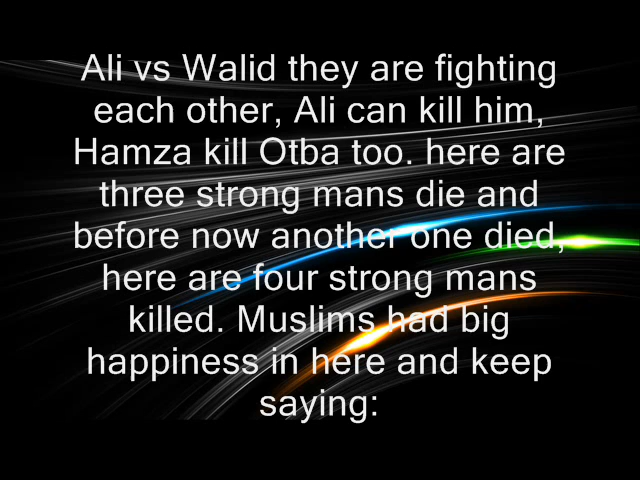 Ali vs Walid they are fighting
each other, Ali can kill him,
Hamza kill Otba too. here are
three strong mans die and
before now another one died,
here are four strong mans
killed. Muslims had big
happiness in here and keep
saying: